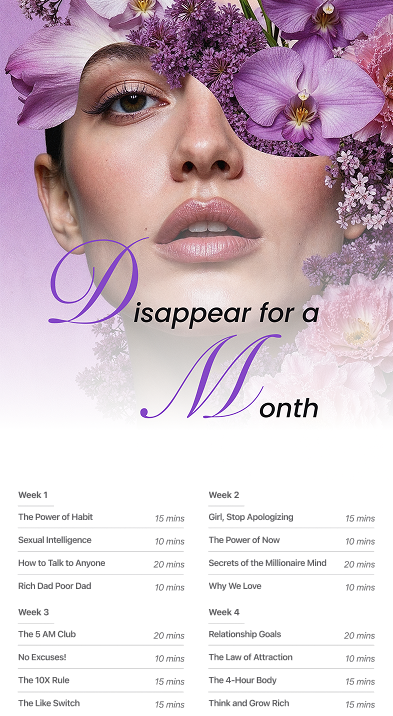 Disappear for a
Month
Week 1
The Power of Habit 15 mins
Sexual Intelligence 10 mins
How to Talk to Anyone 20 mins
Rich Dad Poor Dad 10 mins
Week 2
Girl, Stop Apologizing 15 mins
The Power of Now 10 mins
Secrets of the Millionaire Mind 20 mins
Why We Love 10 mins
Week 3
The 5 AM Club 20 mins
No Excuses! 10 mins
The 10X Rule 15 mins
The Like Switch 15 mins
Week 4
Relationship Goals 20 mins
The Law of Attraction 10 mins
The 4-Hour Body 15 mins
Think and Grow Rich 15 mins